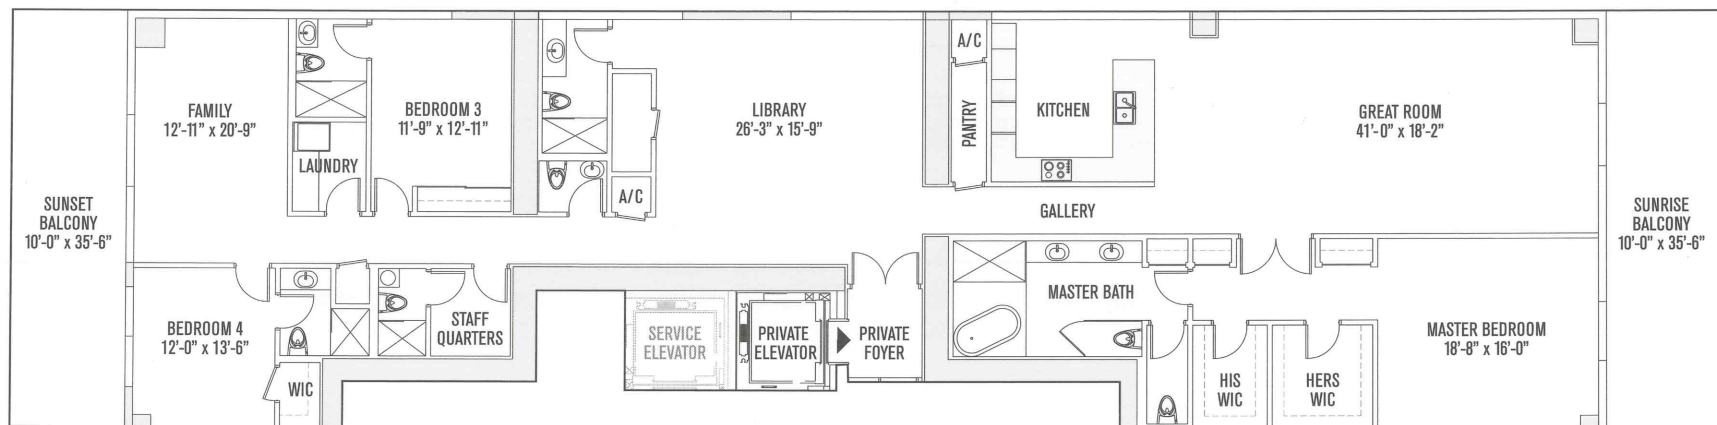 SUNSET
BALCONY
10'-0" x 35'-6"
FAMILY
12'-11" x 20'-9"
LAUNDRY
BEDROOM 3
11'-9" x 12'-11"
A/C
LIBRARY
26'-3" x 15'-9"
A/C
PANTRY
KITCHEN
GALLERY
GREAT ROOM
41'-0" x 18'-2"
SUNRISE
BALCONY
10'-0" x 35'-6"
BEDROOM 4
12'-0" x 13'-6"
WIC
STAFF
QUARTERS
SERVICE
ELEVATOR
PRIVATE
ELEVATOR
PRIVATE
FOYER
MASTER BATH
HIS
WIC
HERS
WIC
MASTER BEDROOM
18'-8" x 16'-0"